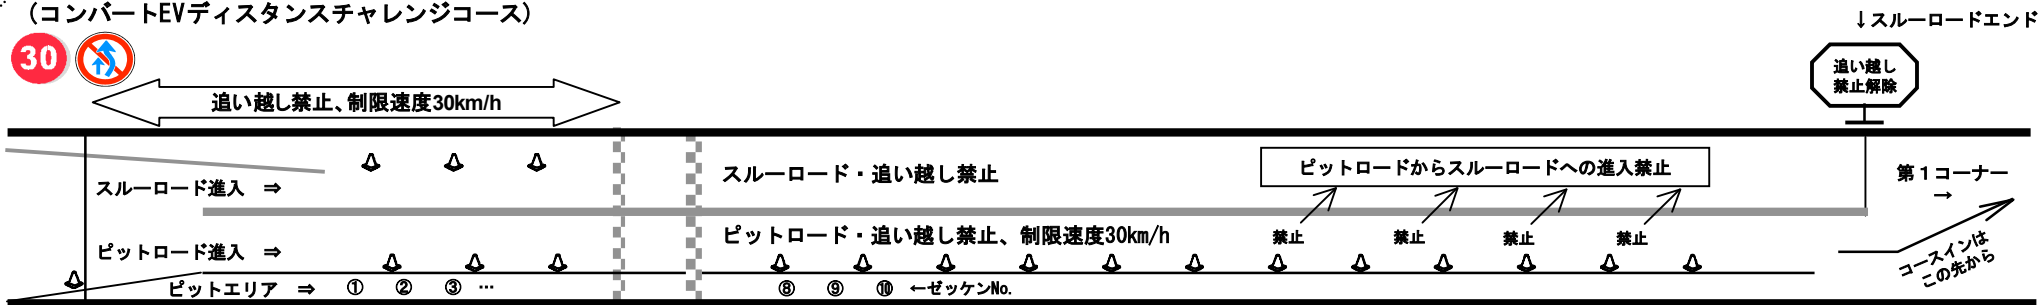 （コンバートEVディスタンスチャレンジコース）
↓スルーロードエンド
30
追い越し
禁止解除
追い越し禁止、制限速度30km/h
ピットロードからスルーロードへの進入禁止
スルーロード・追い越し禁止
第１コーナー
→
スルーロード進入　⇒
ピットロード・追い越し禁止、制限速度30km/h
禁止
禁止
禁止
禁止
ピットロード進入　⇒
コースインは
この先から
ピットエリア　⇒　①　②　③　…
⑧　⑨　⑩　←ゼッケンNo.